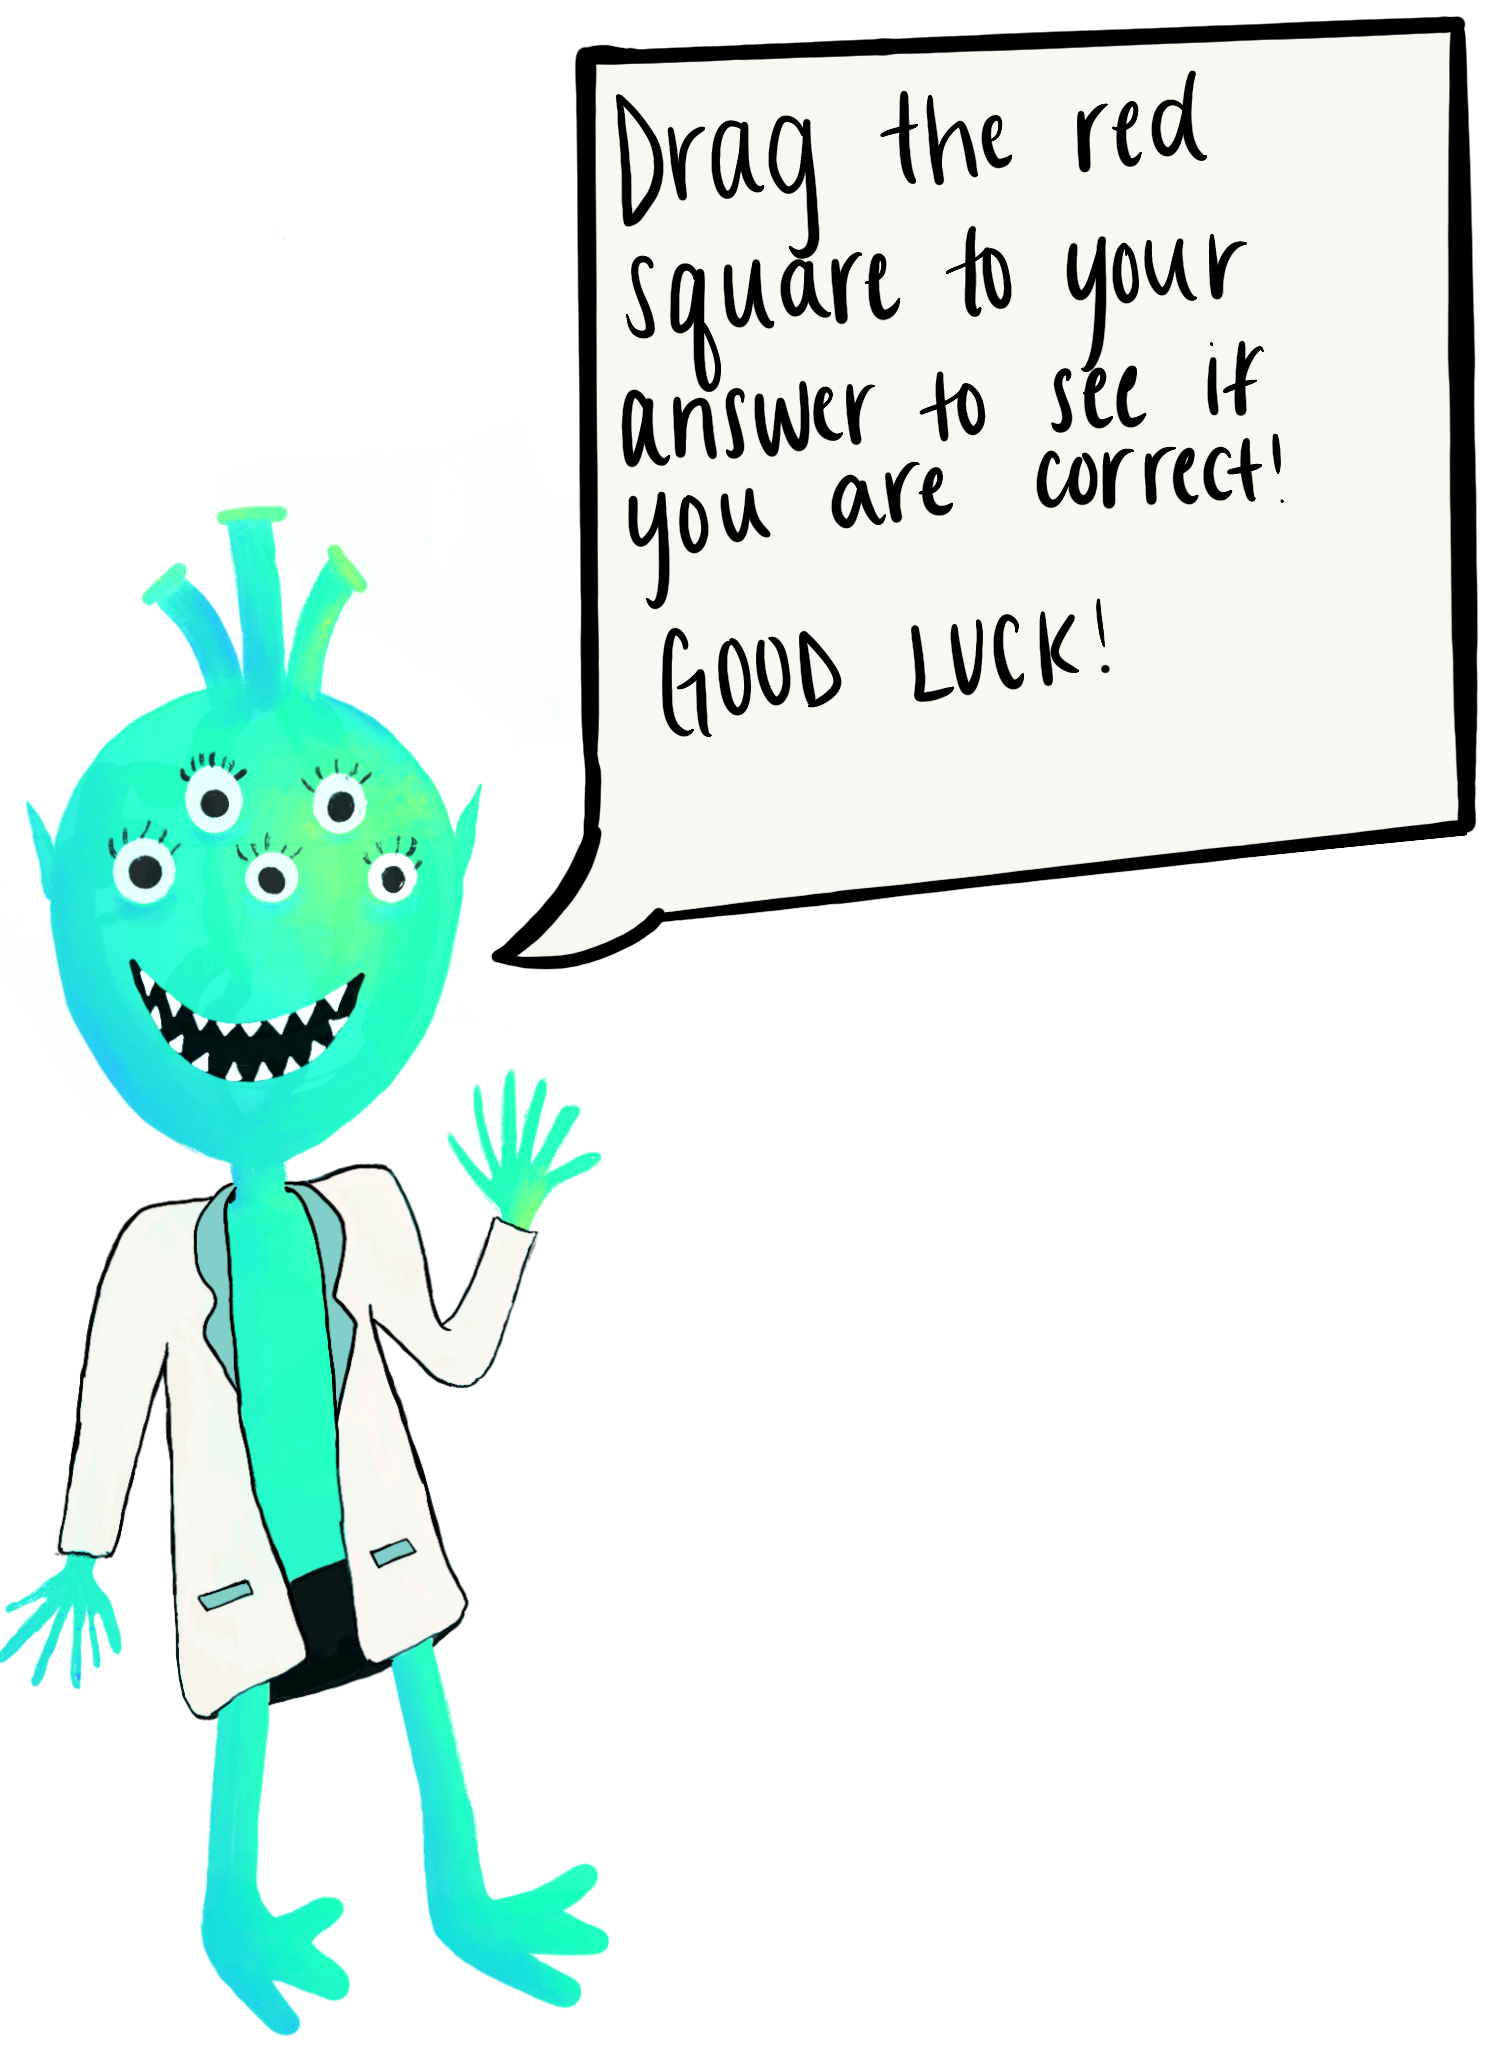 Drag the red
square to your
answer to see if
you are correct!
GOOD LUCK!